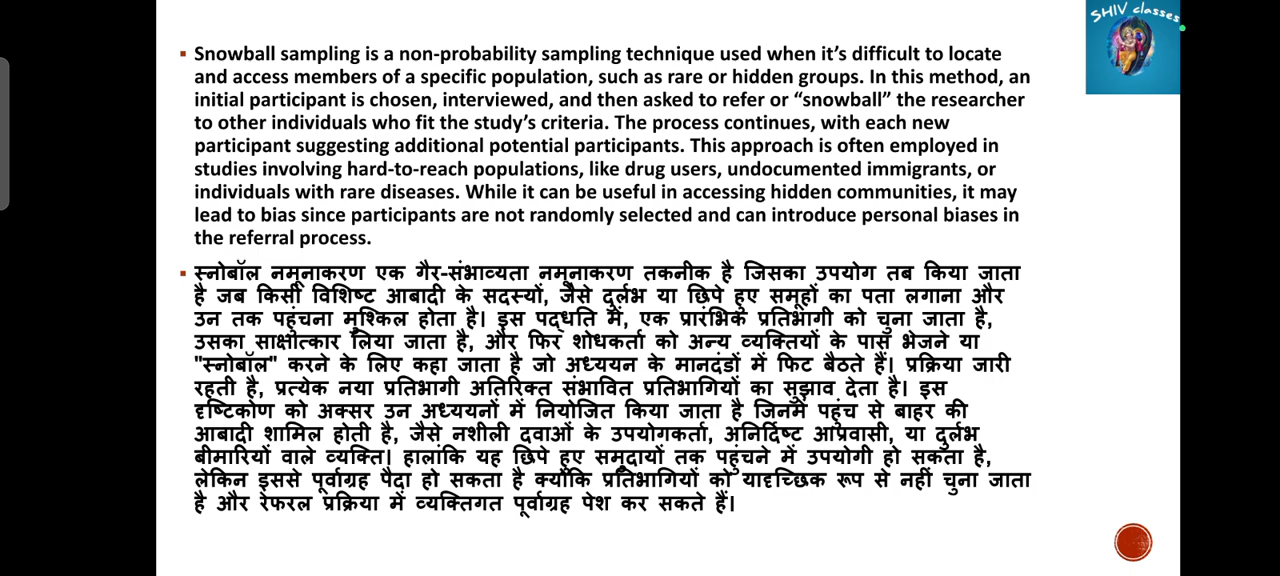 SHIV classes
Snowball sampling is a non-probability sampling technique used when it’s difficult to locate
and access members of a specific population, such as rare or hidden groups. In this method, an
initial participant is chosen, interviewed, and then asked to refer or “snowball” the researcher
to other individuals who fit the study’s criteria. The process continues, with each new
participant suggesting additional potential participants. This approach is often employed in
studies involving hard-to-reach populations, like drug users, undocumented immigrants, or
individuals with rare diseases. While it can be useful in accessing hidden communities, it may
lead to bias since participants are not randomly selected and can introduce personal biases in
the referral process.
स्नोबॉल नमूनाकरण एक गैर-संभाव्यता नमूनाकरण तकनीक है जिसका उपयोग तब किया जाता
है जब किसी विशिष्ट आबादी के सदस्यों, जैसे दुर्लभ या छिपे हुए समूहों का पता लगाना और
उन तक पहुंचना मुश्किल होता है। इस पद्धति में, एक प्रारंभिक प्रतिभागी को चुना जाता है,
उसका साक्षात्कार लिया जाता है, और फिर शोधकर्ता को अन्य व्यक्तियों के पास भेजने या
"स्नोबॉल" करने के लिए कहा जाता है जो अध्ययन के मानदंडों में फिट बैठते हैं। प्रक्रिया जारी
रहती है, प्रत्येक नया प्रतिभागी अतिरिक्त संभावित प्रतिभागियों का सुझाव देता है। इस
दृष्टिकोण को अक्सर उन अध्ययनों में नियोजित किया जाता है जिनमें पहुंच से बाहर की
आबादी शामिल होती है, जैसे नशीली दवाओं के उपयोगकर्ता, अनिर्दिष्ट आप्रवासी, या दुर्लभ
बीमारियों वाले व्यक्ति। हालांकि यह छिपे हुए समुदायों तक पहुंचने में उपयोगी हो सकता है,
लेकिन इससे पूर्वाग्रह पैदा हो सकता है क्योंकि प्रतिभागियों को यादृच्छिक रूप से नहीं चुना जाता
है और रेफरल प्रक्रिया में व्यक्तिगत पूर्वाग्रह पेश कर सकते हैं।